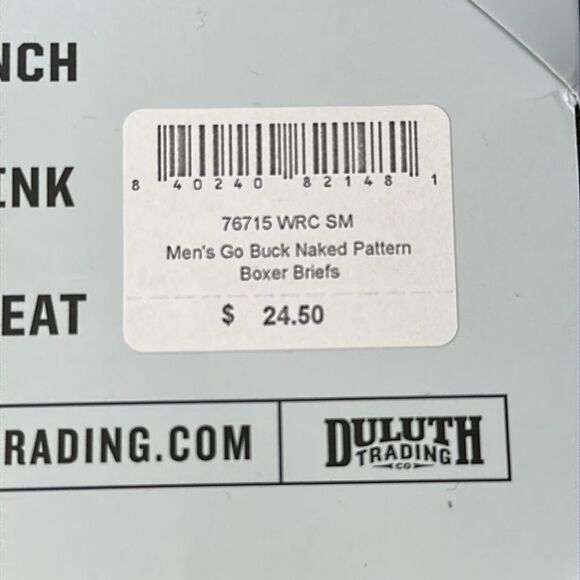 NCH
INK
EAT
8 40240 82148 1
76715 WRC SM
Men's Go Buck Naked Pattern
Boxer Briefs
$ 24.50
RADING.COM
DULUTH
TRADING
CO